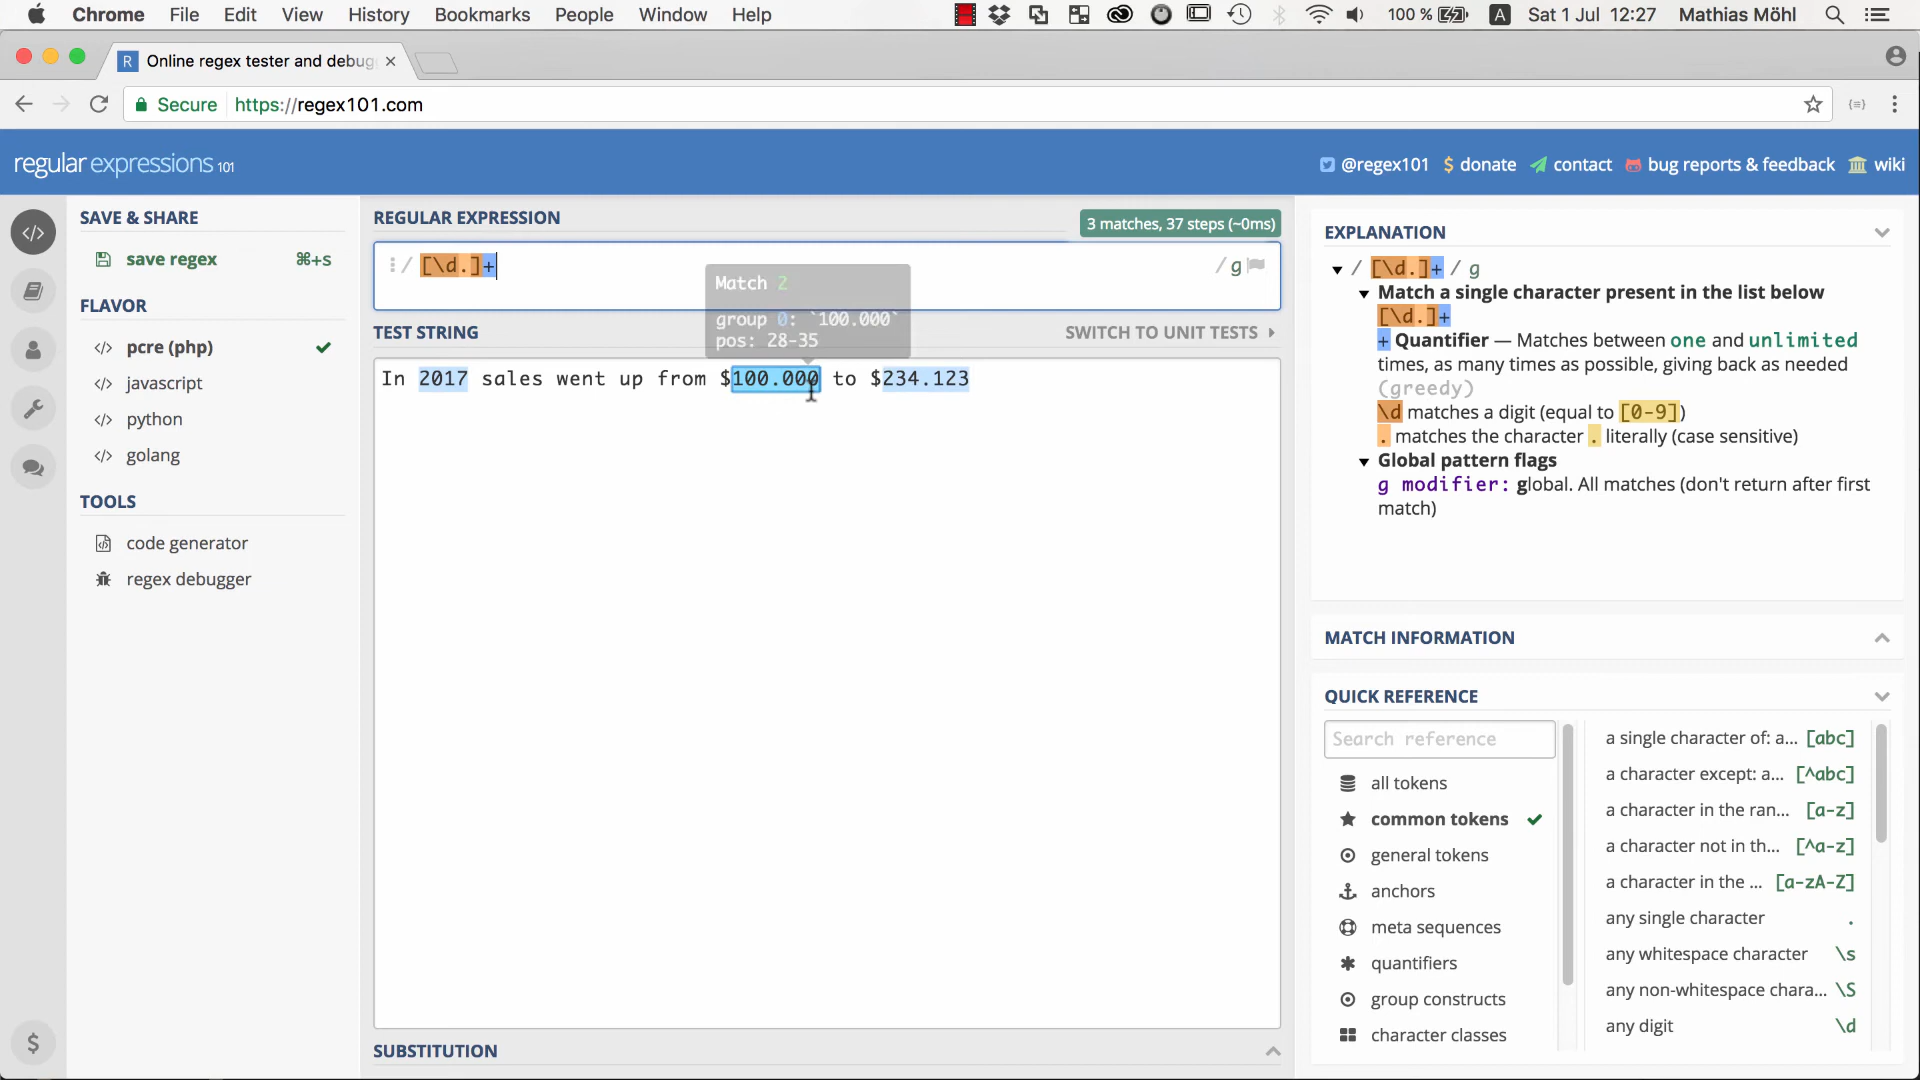 Chrome File Edit View History Bookmarks People Window Help 100 % A Sat 1 Jul 12:27 Mathias Möhl
R Online regex tester and debug
Secure https://regex101.com
regular expressions 101 @regex101 $ donate contact bug reports & feedback wiki
SAVE & SHARE
save regex ⌘+s
FLAVOR
</> pcre (php)
</> javascript
</> python
</> golang
TOOLS
code generator
regex debugger
$
REGULAR EXPRESSION
3 matches, 37 steps (~0ms)
/ [\d.]+ / g
Match 2
group 0: `100.000`
pos: 28-35
TEST STRING SWITCH TO UNIT TESTS
In 2017 sales went up from $100.000 to $234.123
SUBSTITUTION
EXPLANATION
/ [\d.]+ / g
Match a single character present in the list below
[\d.]+
+ Quantifier — Matches between one and unlimited
times, as many times as possible, giving back as needed
(greedy)
\d matches a digit (equal to [0-9])
. matches the character . literally (case sensitive)
Global pattern flags
g modifier: global. All matches (don't return after first
match)
MATCH INFORMATION
QUICK REFERENCE
Search reference
all tokens
common tokens
general tokens
anchors
meta sequences
quantifiers
group constructs
character classes
a single character of: a... [abc]
a character except: a... [^abc]
a character in the ran... [a-z]
a character not in th... [^a-z]
a character in the ... [a-zA-Z]
any single character .
any whitespace character \s
any non-whitespace chara... \S
any digit \d